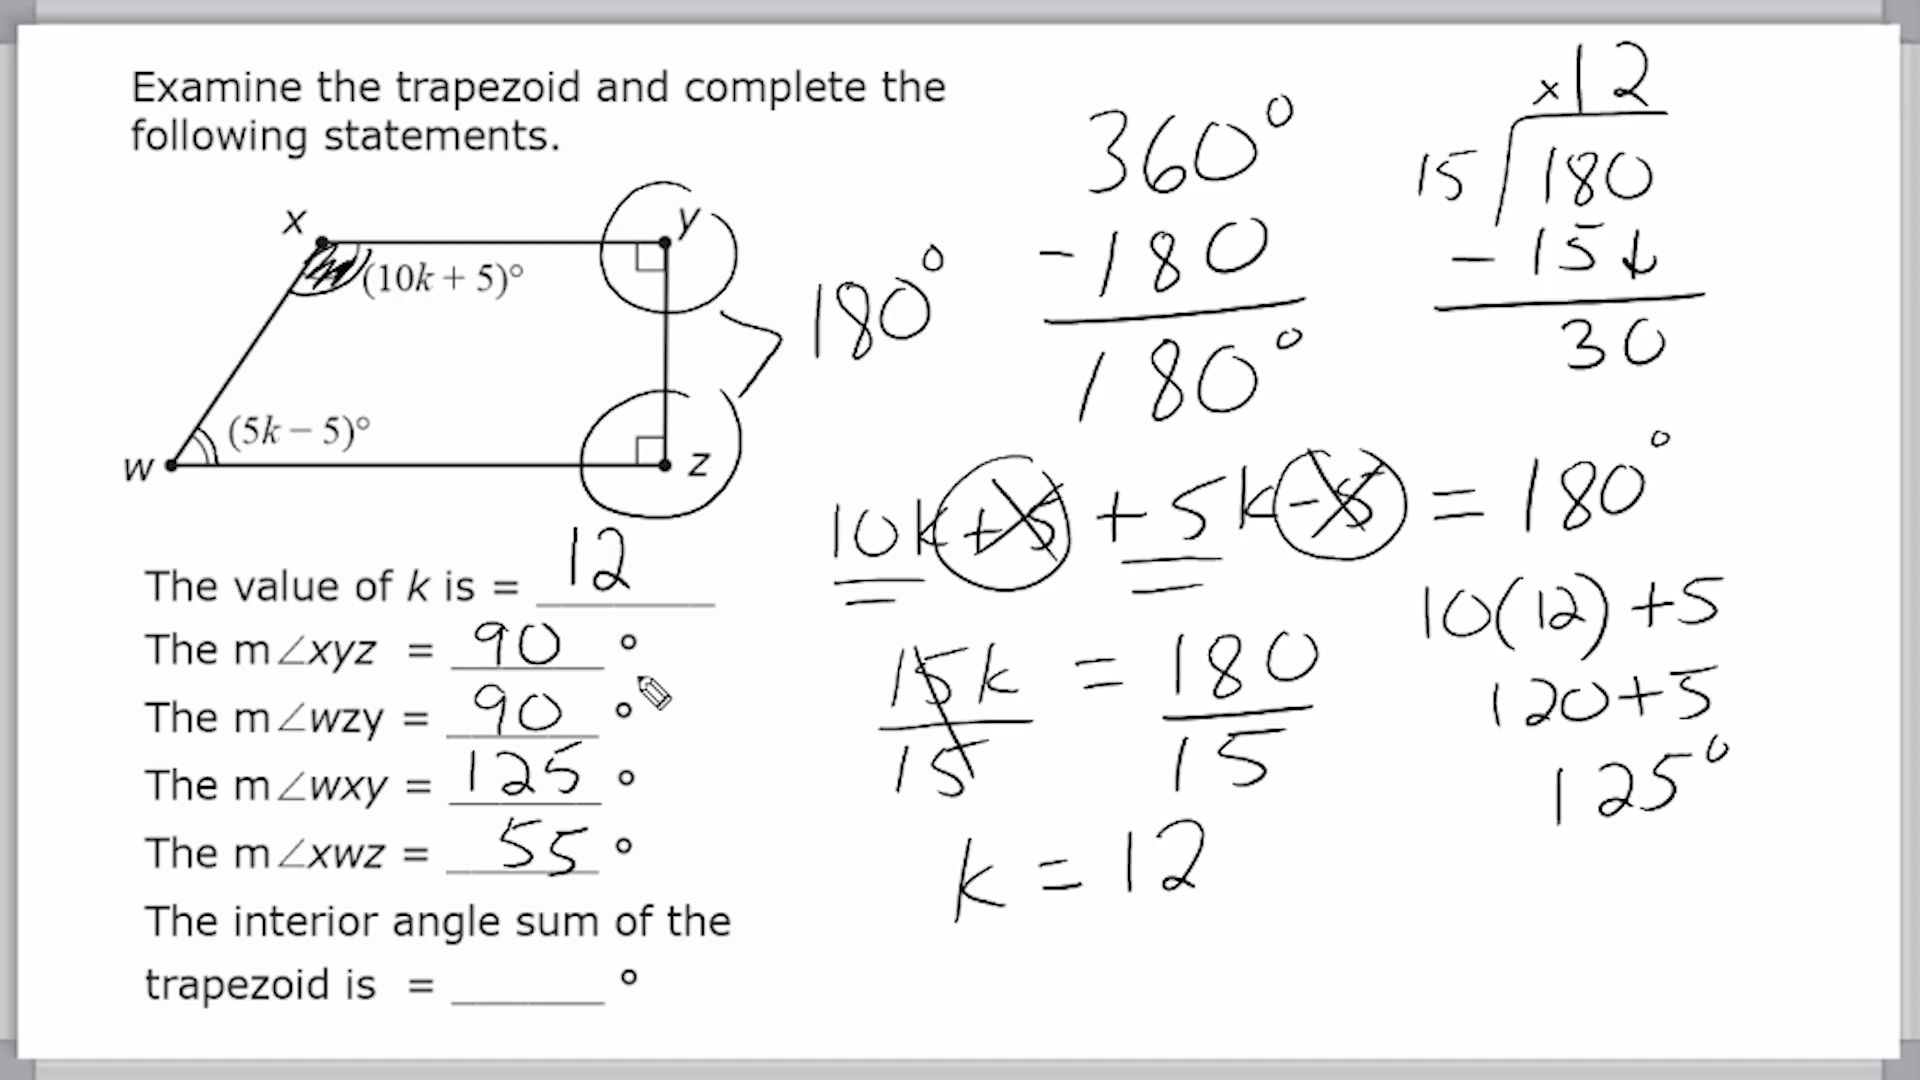 Examine the trapezoid and complete the
following statements.
x
y
(10k + 5)°
(5k − 5)°
w
z
180°
360°
-180
180°
x12
15 180
- 15↓
30
10k+5 + 5k-5 = 180°
15k = 180
15 15
k = 12
10(12) +5
120+5
125°
The value of k is = 12
The m∠xyz = 90 °
The m∠wzy = 90 °
The m∠wxy = 125 °
The m∠xwz = 55 °
The interior angle sum of the
trapezoid is = ______ °